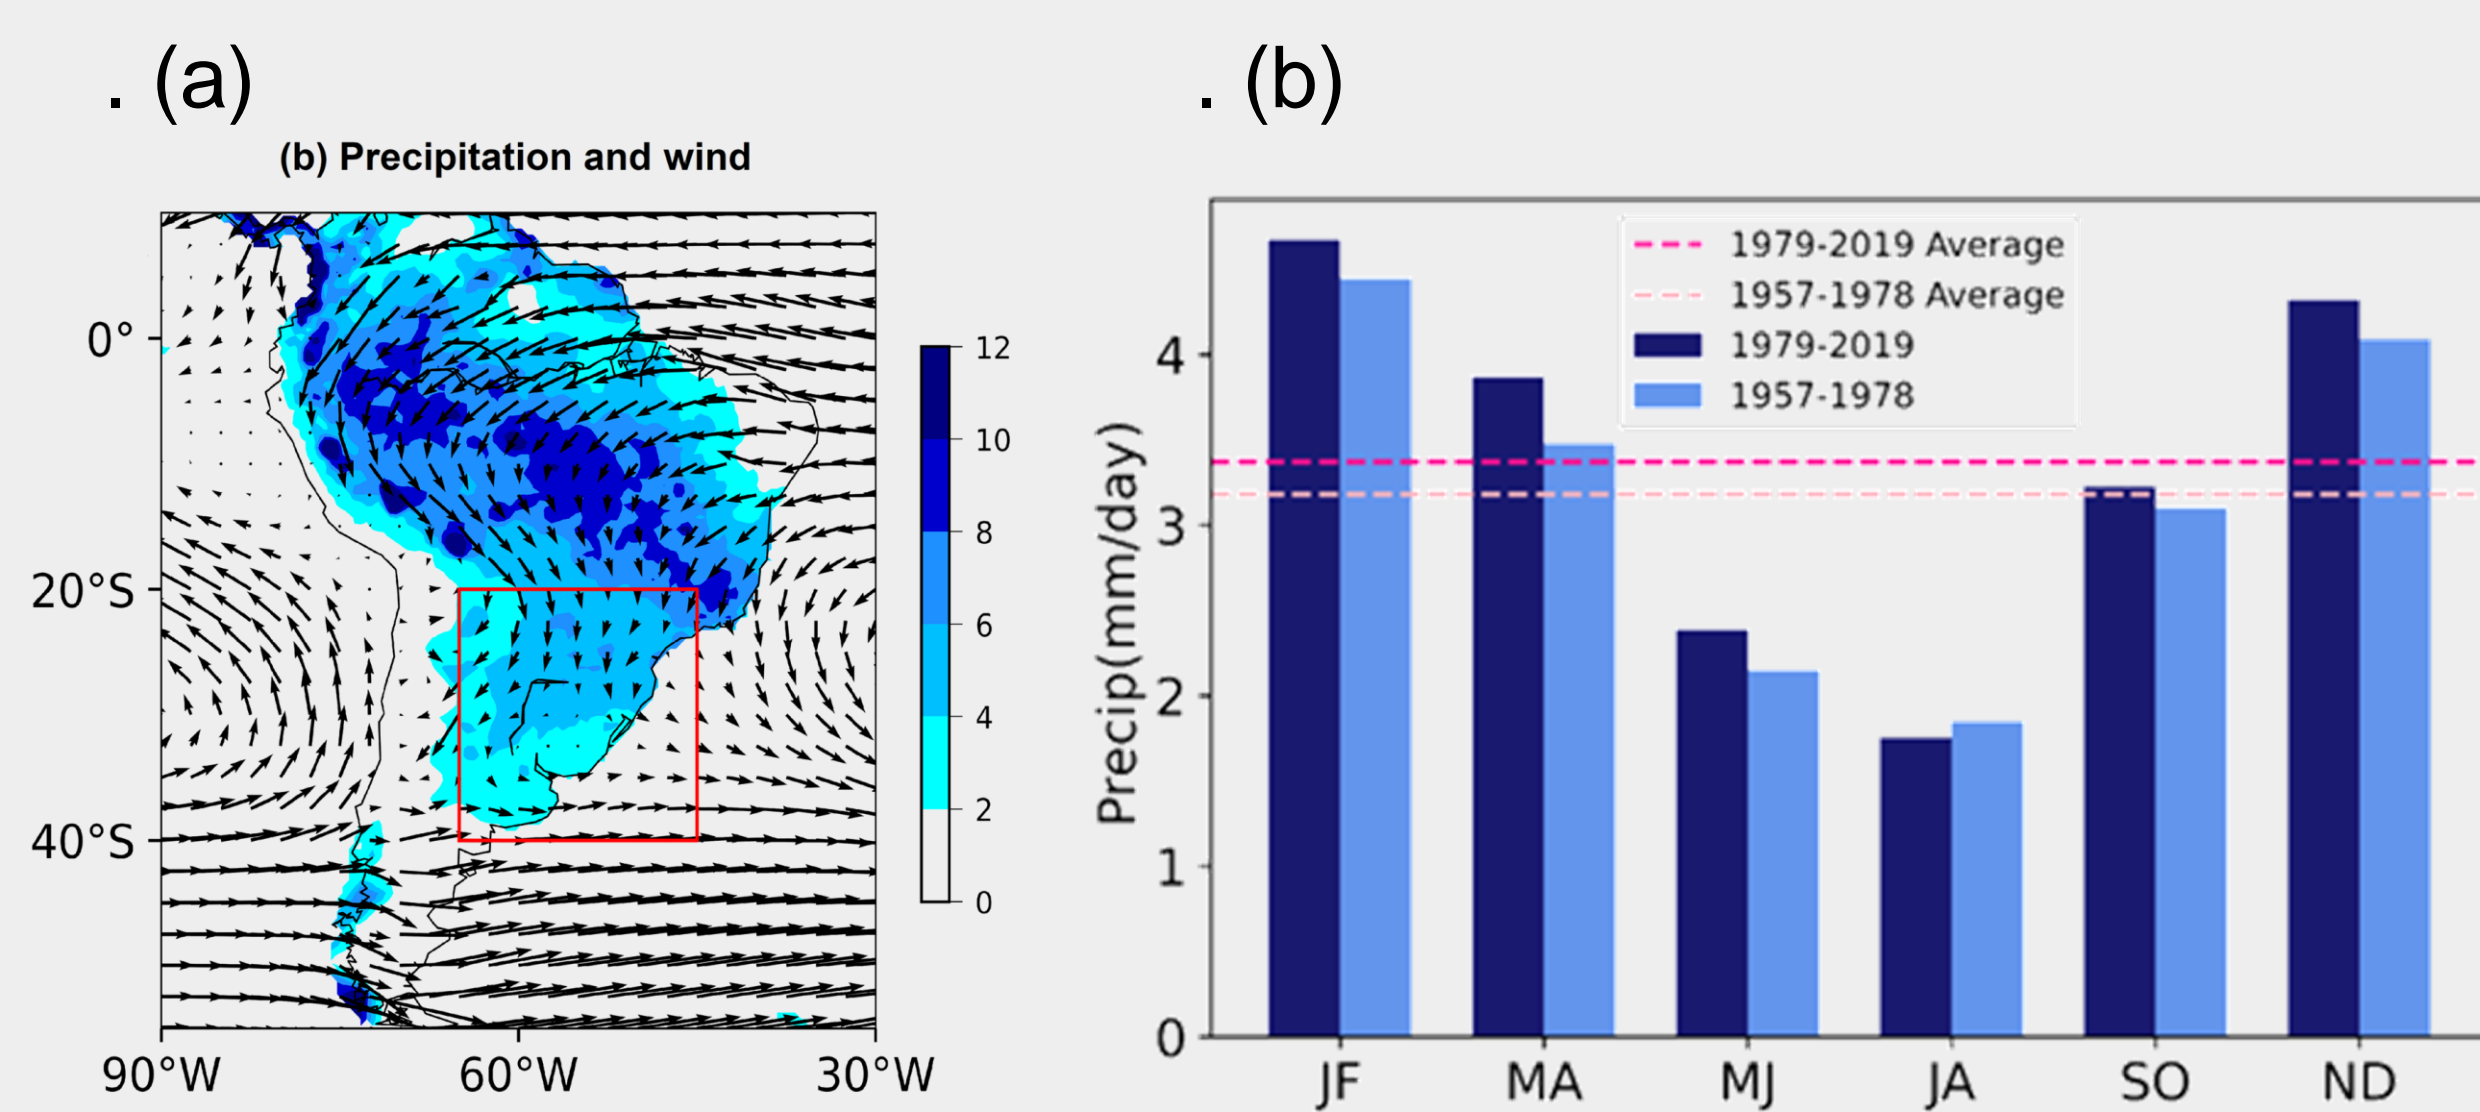 . (a)
(b) Precipitation and wind
0°
20°S
40°S
90°W
60°W
30°W
12
10
8
6
4
2
0
. (b)
1979-2019 Average
1957-1978 Average
1979-2019
1957-1978
Precip(mm/day)
4
3
2
1
0
JF
MA
MJ
JA
SO
ND